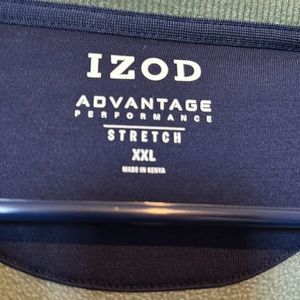 IZOD
ADVANTAGE
PERFORMANCE
STRETCH
XXL
MADE IN KENYA